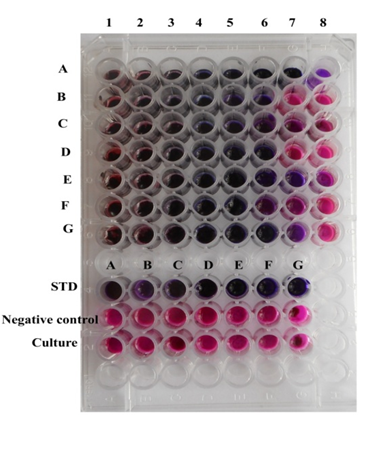 1 2 3 4 5 6 7 8
A
B
C
D
E
F
G
A B C D E F G
STD
Negative control
Culture